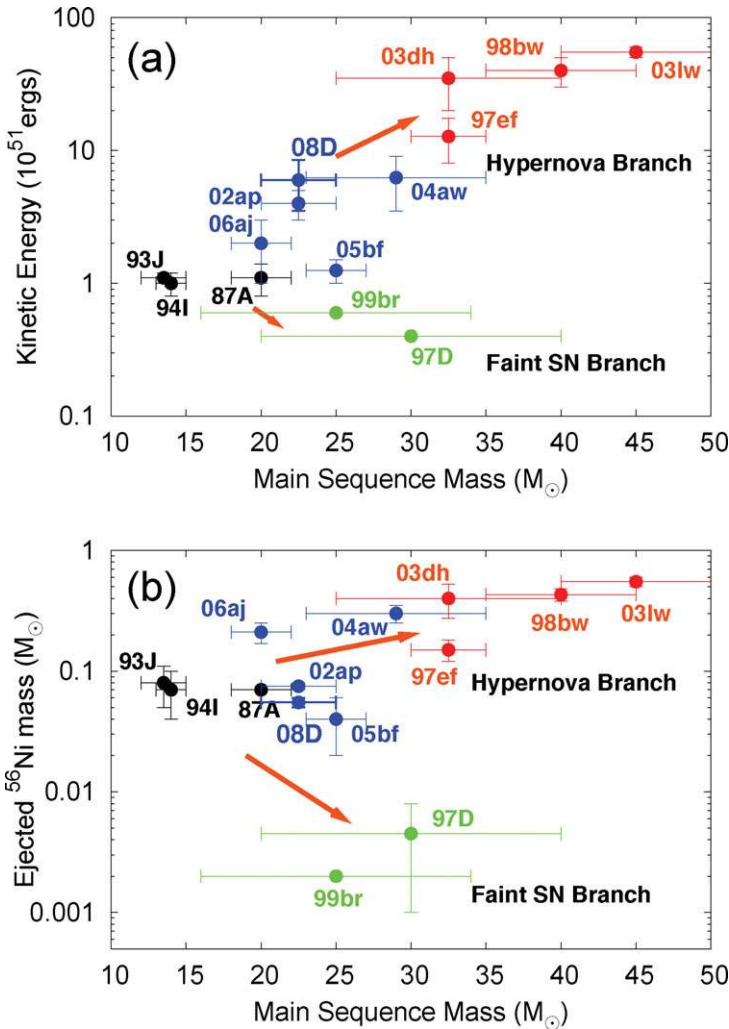 (a)
Kinetic Energy (10^51 ergs)
100
10
1
0.1
03dh
98bw
03lw
97ef
08D
Hypernova Branch
02ap
04aw
06aj
05bf
93J
94I
87A
99br
97D
Faint SN Branch
10 15 20 25 30 35 40 45 50
Main Sequence Mass (M☉)
(b)
Ejected ^56Ni mass (M☉)
1
0.1
0.01
0.001
03dh
06aj
04aw
98bw
03lw
93J
97ef
02ap
Hypernova Branch
94I
87A
08D
05bf
97D
99br
Faint SN Branch
10 15 20 25 30 35 40 45 50
Main Sequence Mass (M☉)